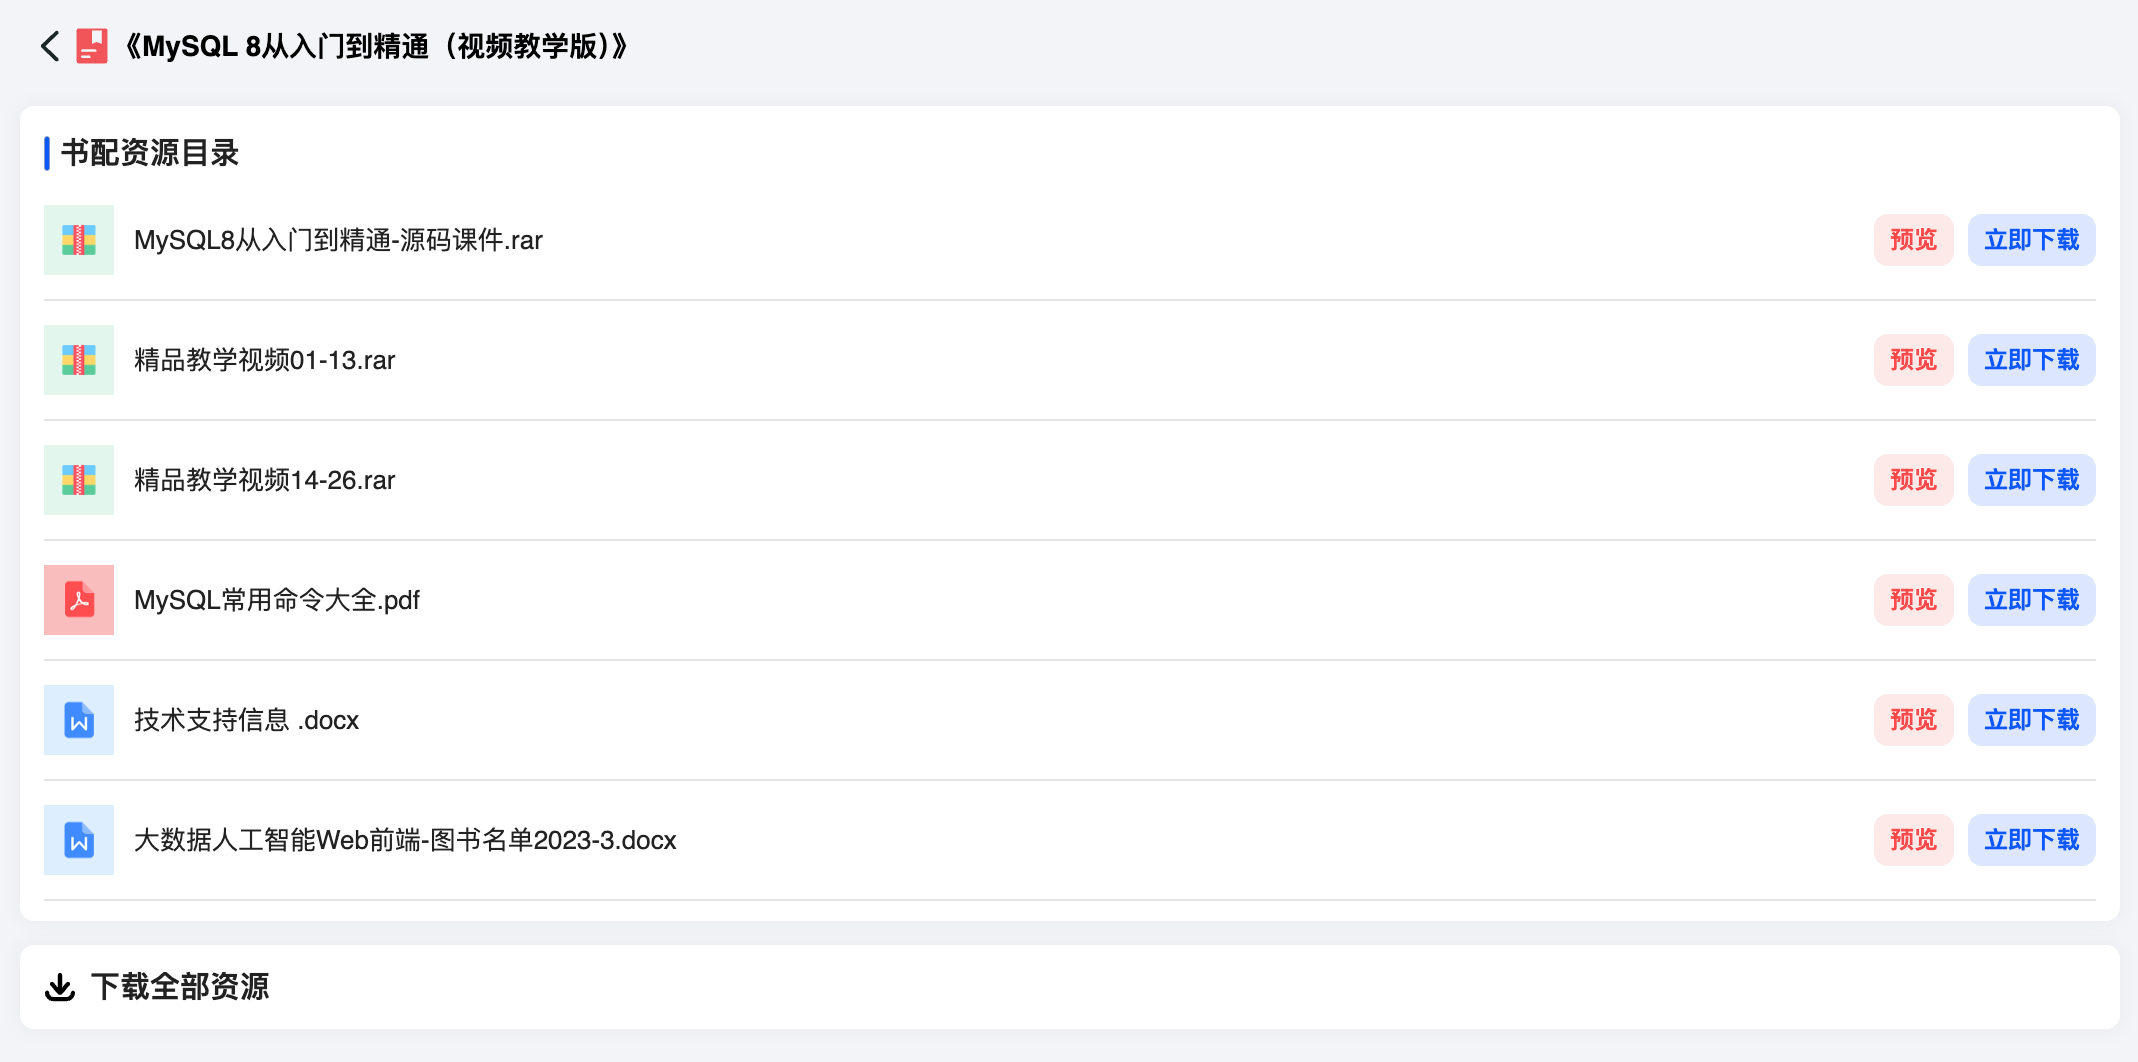 《MySQL 8从入门到精通（视频教学版）》
书配资源目录
MySQL8从入门到精通-源码课件.rar 预览 立即下载
精品教学视频01-13.rar 预览 立即下载
精品教学视频14-26.rar 预览 立即下载
MySQL常用命令大全.pdf 预览 立即下载
技术支持信息 .docx 预览 立即下载
大数据人工智能Web前端-图书名单2023-3.docx 预览 立即下载
下载全部资源